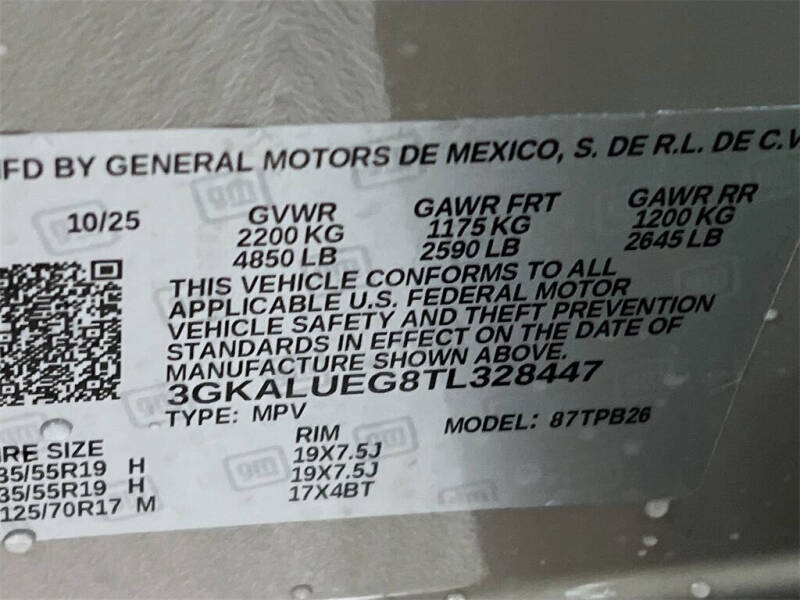 MFD BY GENERAL MOTORS DE MEXICO, S. DE R.L. DE C.V
10/25 GVWR GAWR FRT GAWR RR
2200 KG 1175 KG 1200 KG
4850 LB 2590 LB 2645 LB
THIS VEHICLE CONFORMS TO ALL
APPLICABLE U.S. FEDERAL MOTOR
VEHICLE SAFETY AND THEFT PREVENTION
STANDARDS IN EFFECT ON THE DATE OF
MANUFACTURE SHOWN ABOVE.
3GKALUEG8TL328447
TYPE: MPV MODEL: 87TPB26
IRE SIZE RIM
35/55R19 H 19X7.5J
35/55R19 H 19X7.5J
125/70R17 M 17X4BT
gm